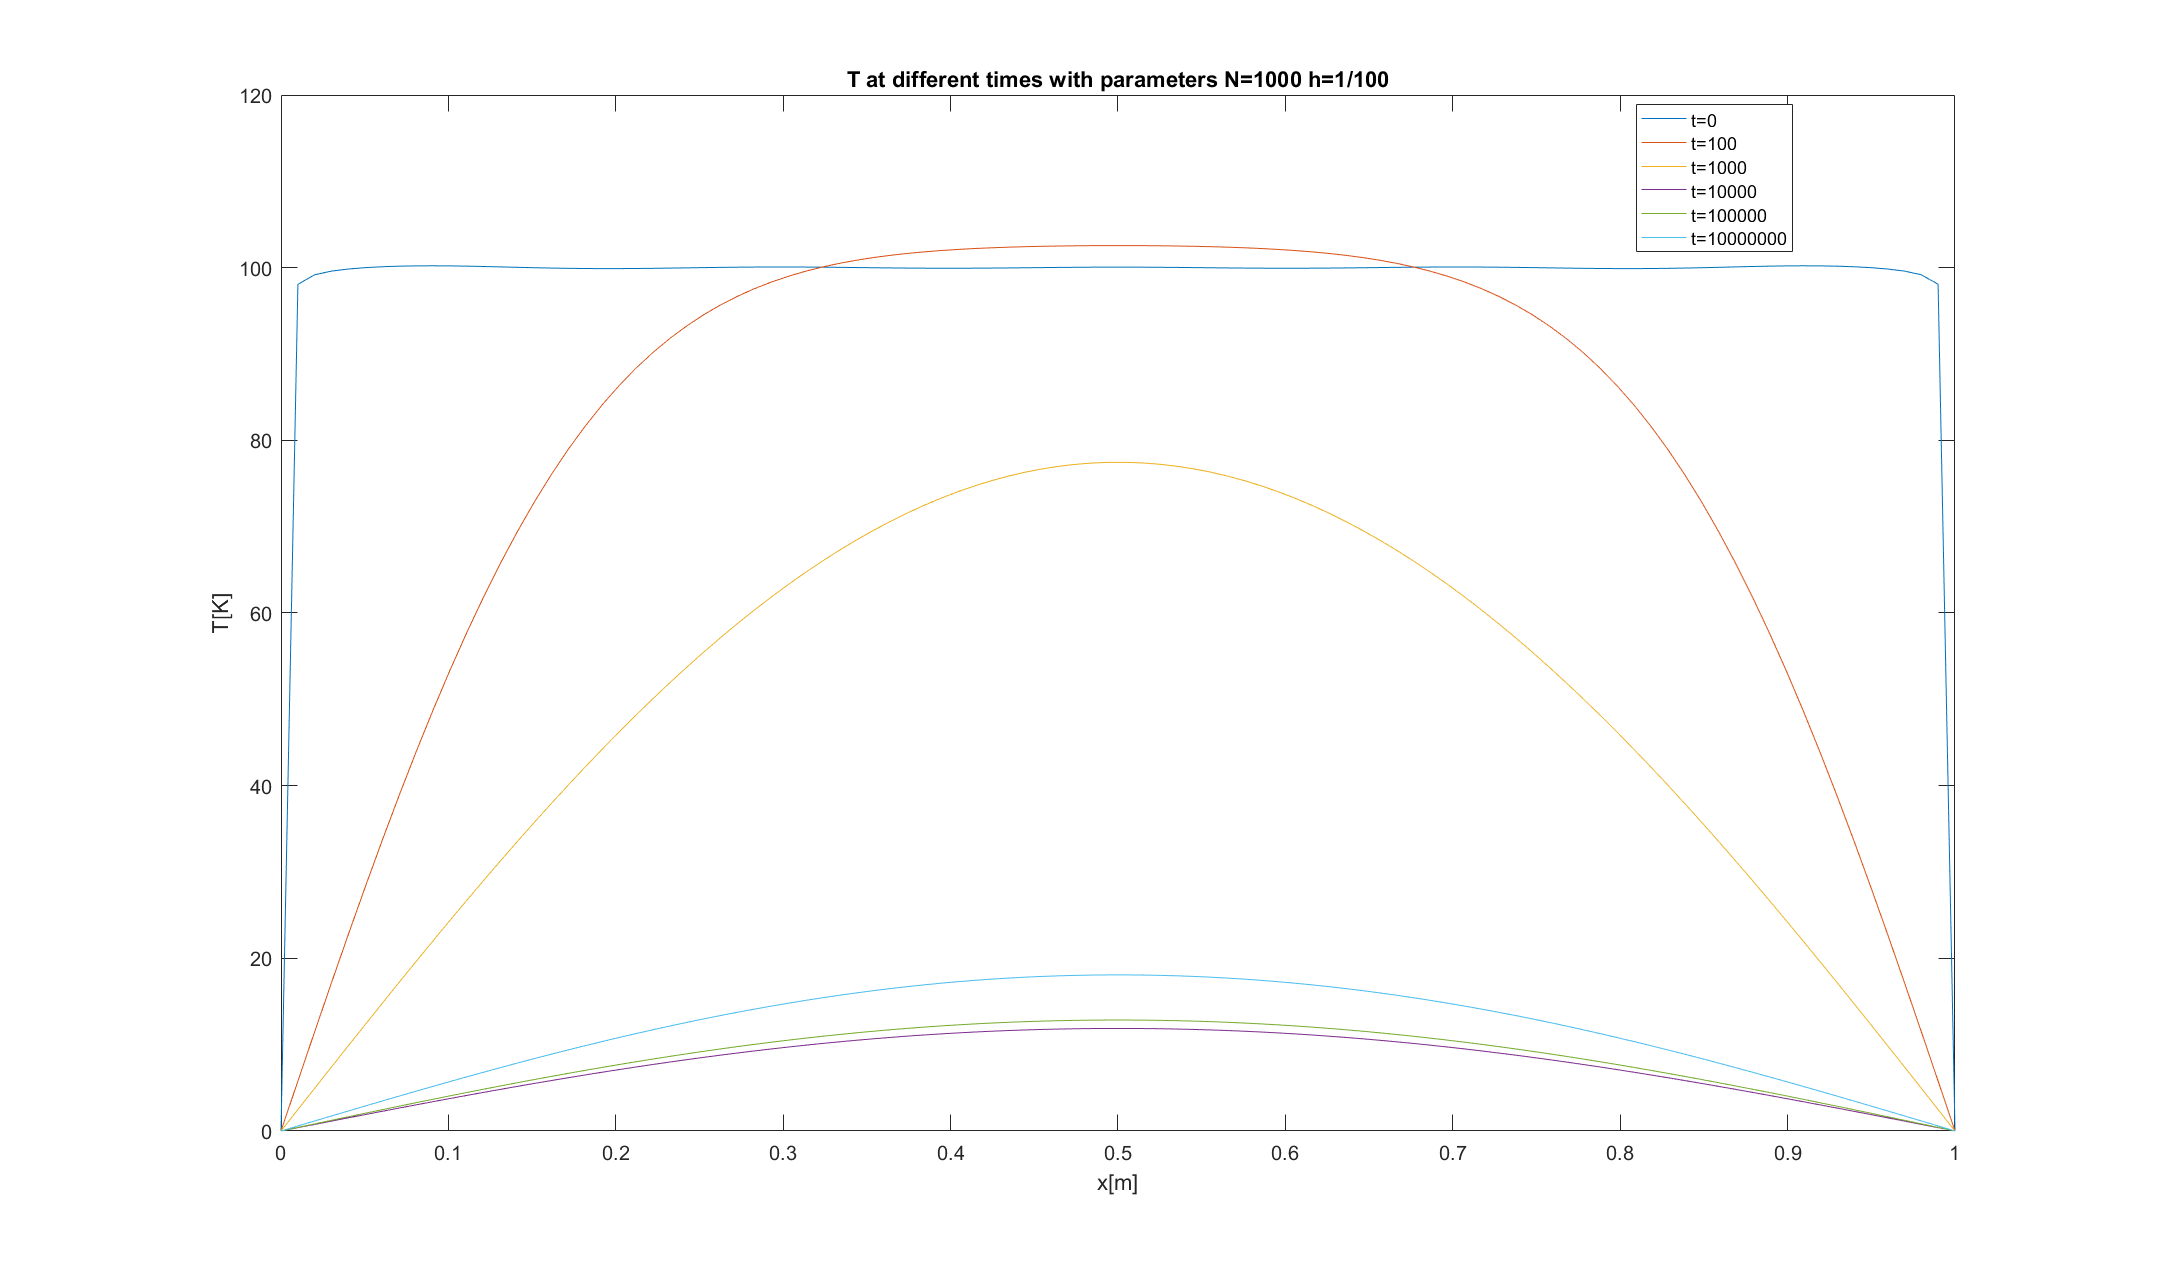 T at different times with parameters N=1000 h=1/100
120
100
80
60
40
20
0
T[K]
t=0
t=100
t=1000
t=10000
t=100000
t=10000000
0 0.1 0.2 0.3 0.4 0.5 0.6 0.7 0.8 0.9 1
x[m]